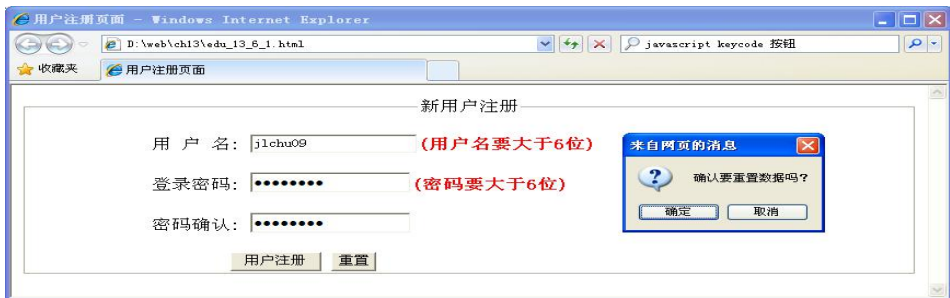 用户注册页面 - Windows Internet Explorer
D:\web\ch13\edu_13_6_1.html
javascript keycode 按钮
收藏夹
用户注册页面
新用户注册
用 户 名: jlchu09 (用户名要大于6位)
登录密码: •••••••• (密码要大于6位)
密码确认: ••••••••
用户注册 重置
来自网页的消息
确认要重置数据吗?
确定 取消